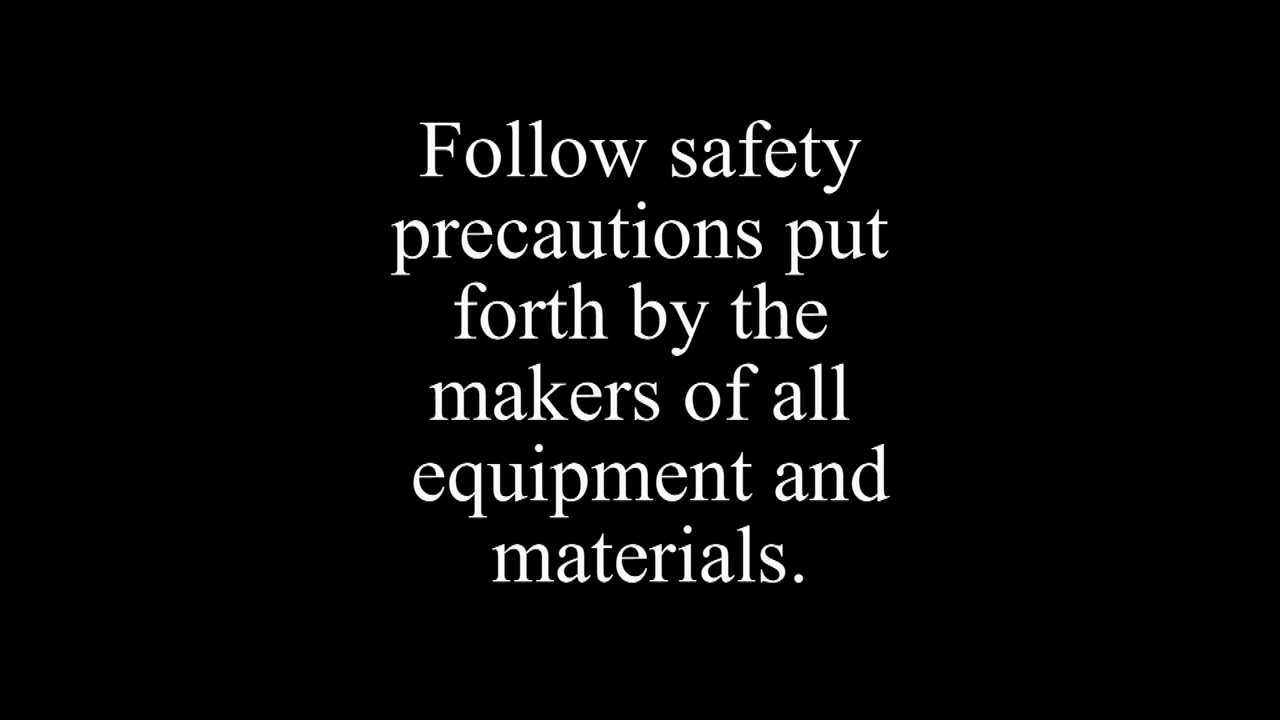 Follow safety
precautions put
forth by the
makers of all
equipment and
materials.